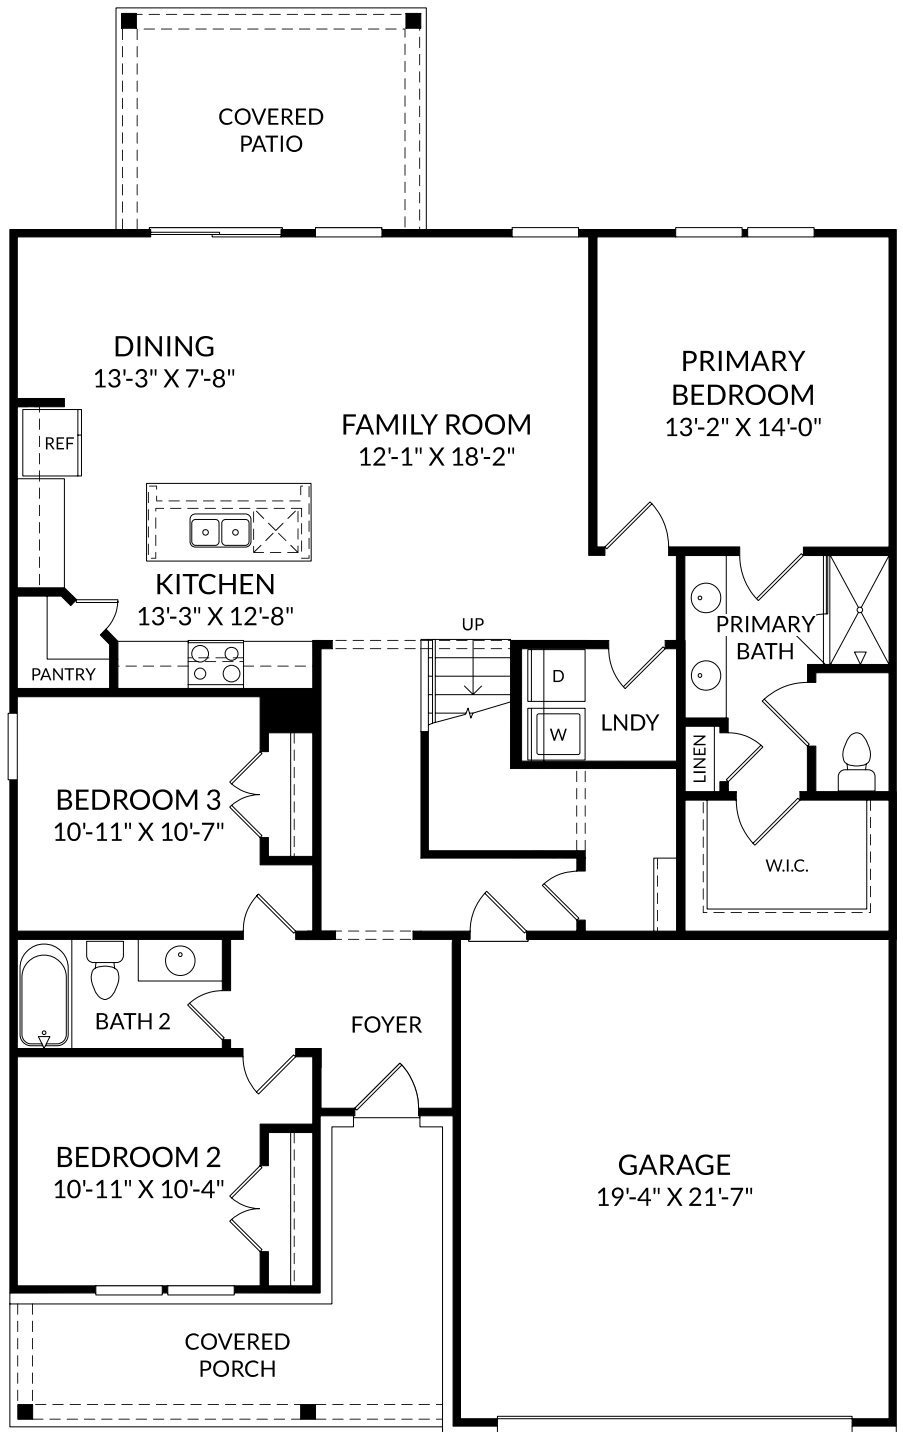 COVERED
PATIO
DINING
13'-3" X 7'-8"
PRIMARY
BEDROOM
13'-2" X 14'-0"
FAMILY ROOM
12'-1" X 18'-2"
REF
KITCHEN
13'-3" X 12'-8"
UP
PRIMARY
BATH
PANTRY
D
LNDY
W
LINEN
BEDROOM 3
10'-11" X 10'-7"
W.I.C.
BATH 2
FOYER
BEDROOM 2
10'-11" X 10'-4"
GARAGE
19'-4" X 21'-7"
COVERED
PORCH